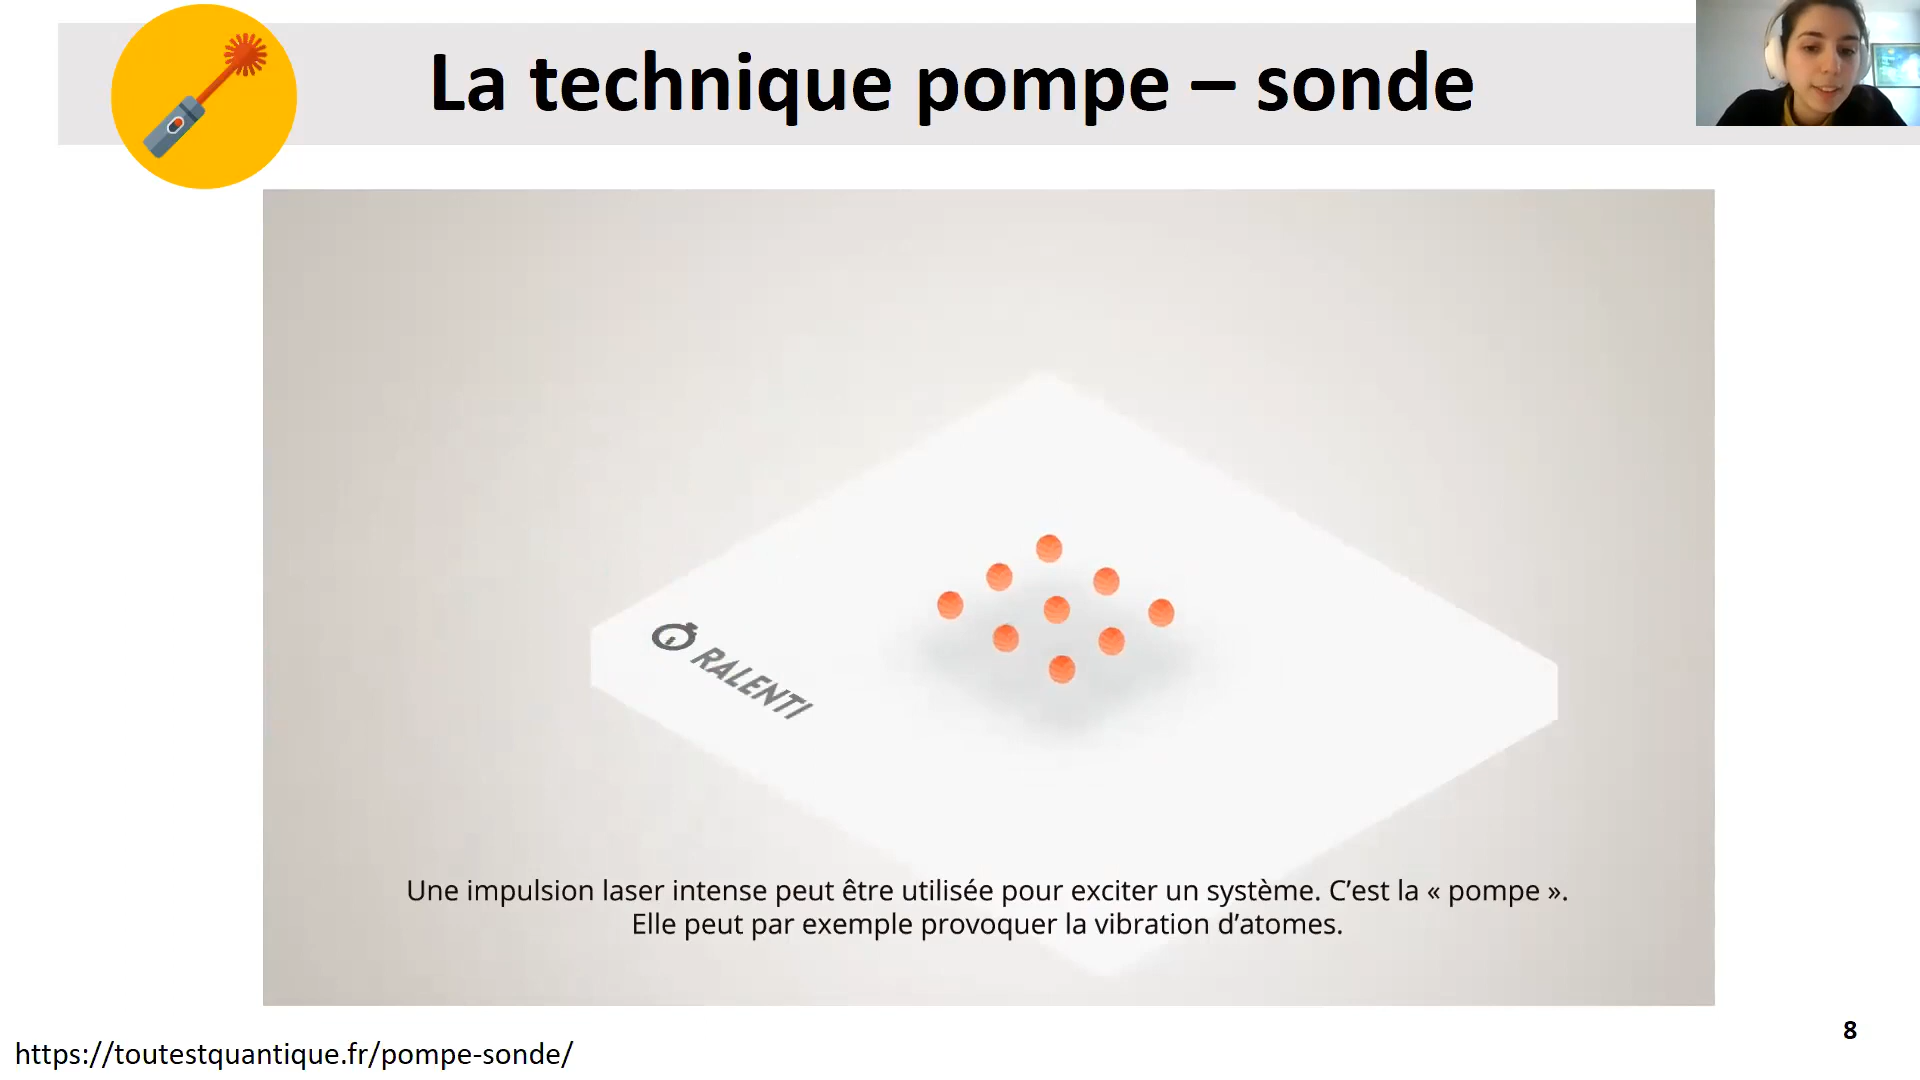 La technique pompe – sonde
RALENTI
Une impulsion laser intense peut être utilisée pour exciter un système. C’est la « pompe ».
Elle peut par exemple provoquer la vibration d’atomes.
8
https://toutestquantique.fr/pompe-sonde/